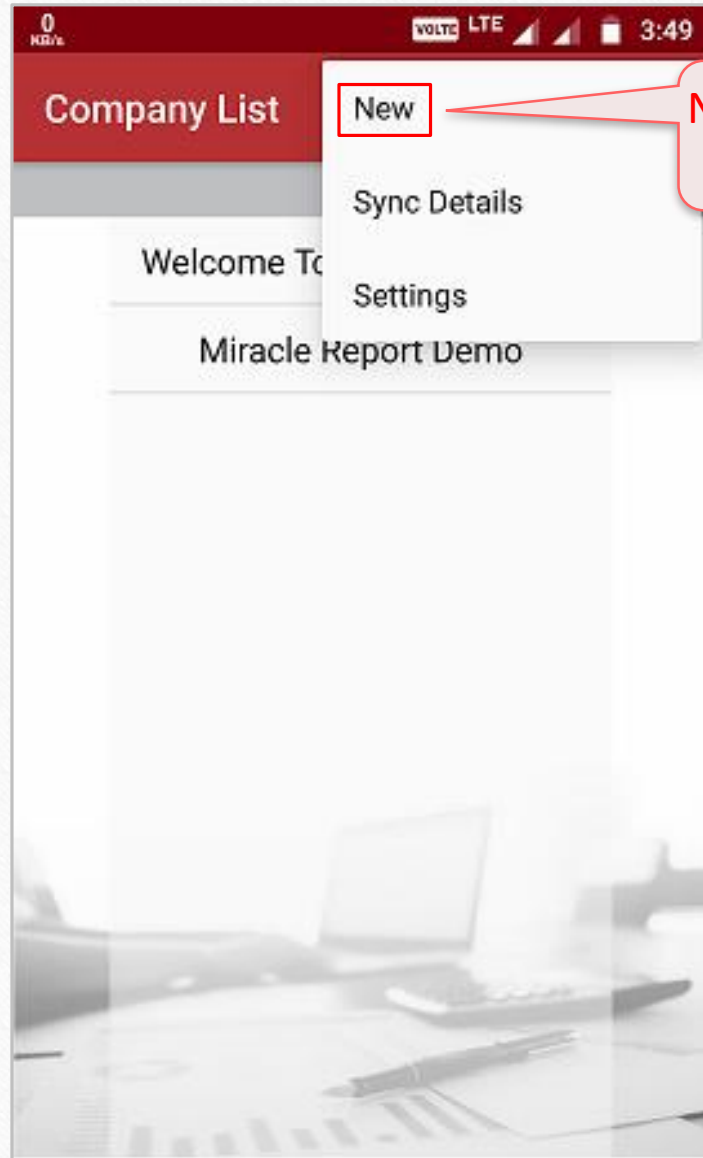 0
KB/s
VOLTE LTE 3:49
Company List
New
Sync Details
Welcome To
Settings
Miracle Report Demo